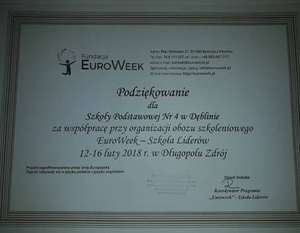 Fundacja
EUROWEEK
Podziękowanie
dla
Szkoły Podstawowej Nr 4 w Dęblinie
za współpracę przy organizacji obozu szkoleniowego
EuroWeek – Szkoła Liderów
12-16 luty 2018 r. w Długopolu Zdrój
Koordynator Programu
„Euroweek” - Szkoła Liderów